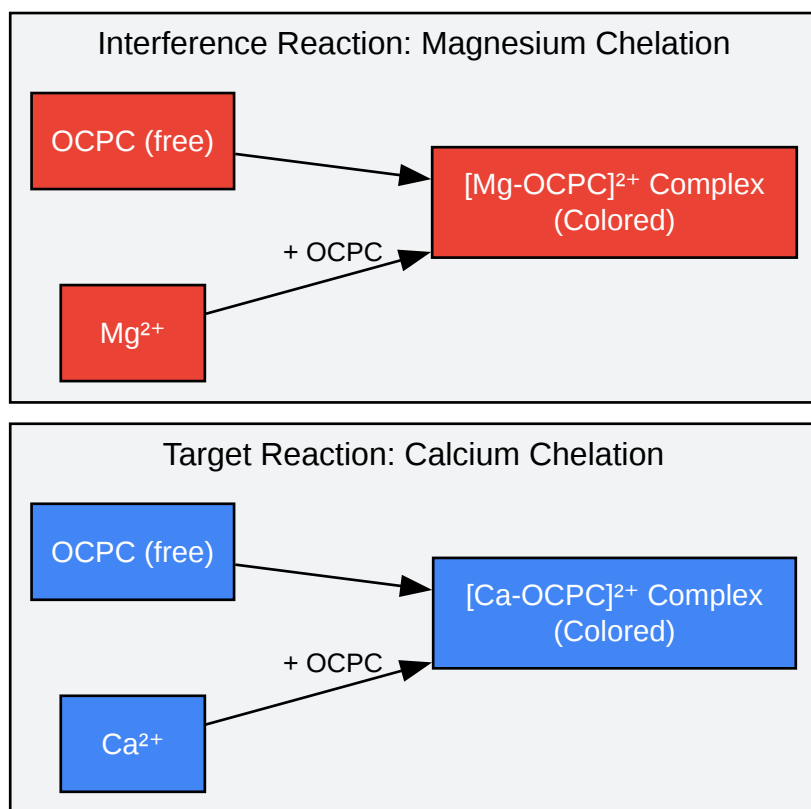 Interference Reaction: Magnesium Chelation
OCPC (free)
[Mg-OCPC]²⁺ Complex
(Colored)
+ OCPC
Mg²⁺
Target Reaction: Calcium Chelation
OCPC (free)
[Ca-OCPC]²⁺ Complex
(Colored)
+ OCPC
Ca²⁺